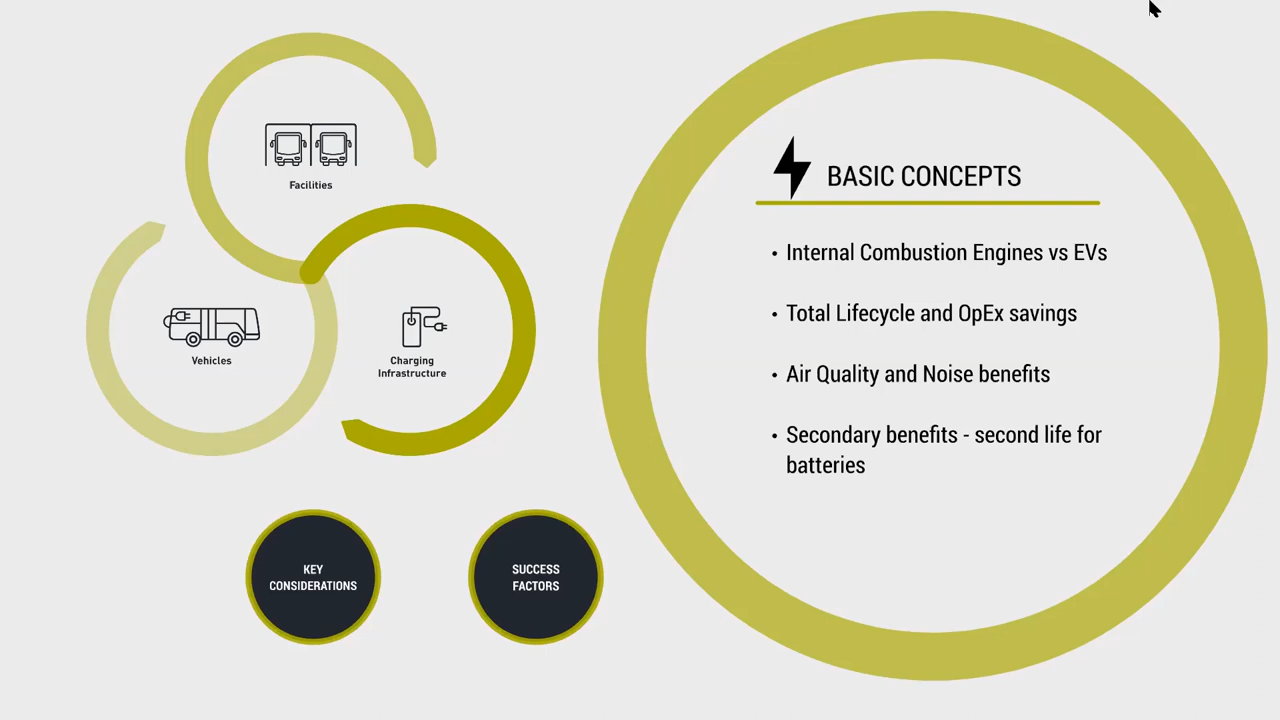 Facilities
Vehicles
Charging
Infrastructure
KEY
CONSIDERATIONS
SUCCESS
FACTORS
BASIC CONCEPTS
• Internal Combustion Engines vs EVs
• Total Lifecycle and OpEx savings
• Air Quality and Noise benefits
• Secondary benefits - second life for
batteries